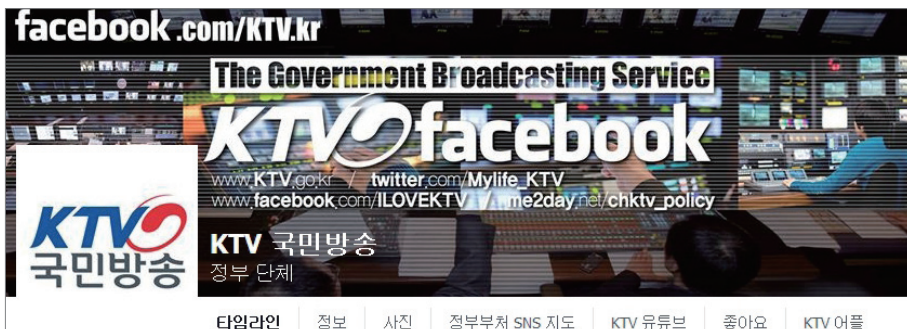 facebook.com/KTV.kr
The Government Broadcasting Service
KTV facebook
www.KTV.go.kr / twitter.com/Mylife_KTV
www.facebook.com/ILOVEKTV / me2day.net/chktv_policy
KTV
국민방송
KTV 국민방송
정부 단체
타임라인 정보 사진 정부부처 SNS 지도 KTV 유튜브 좋아요 KTV 어플